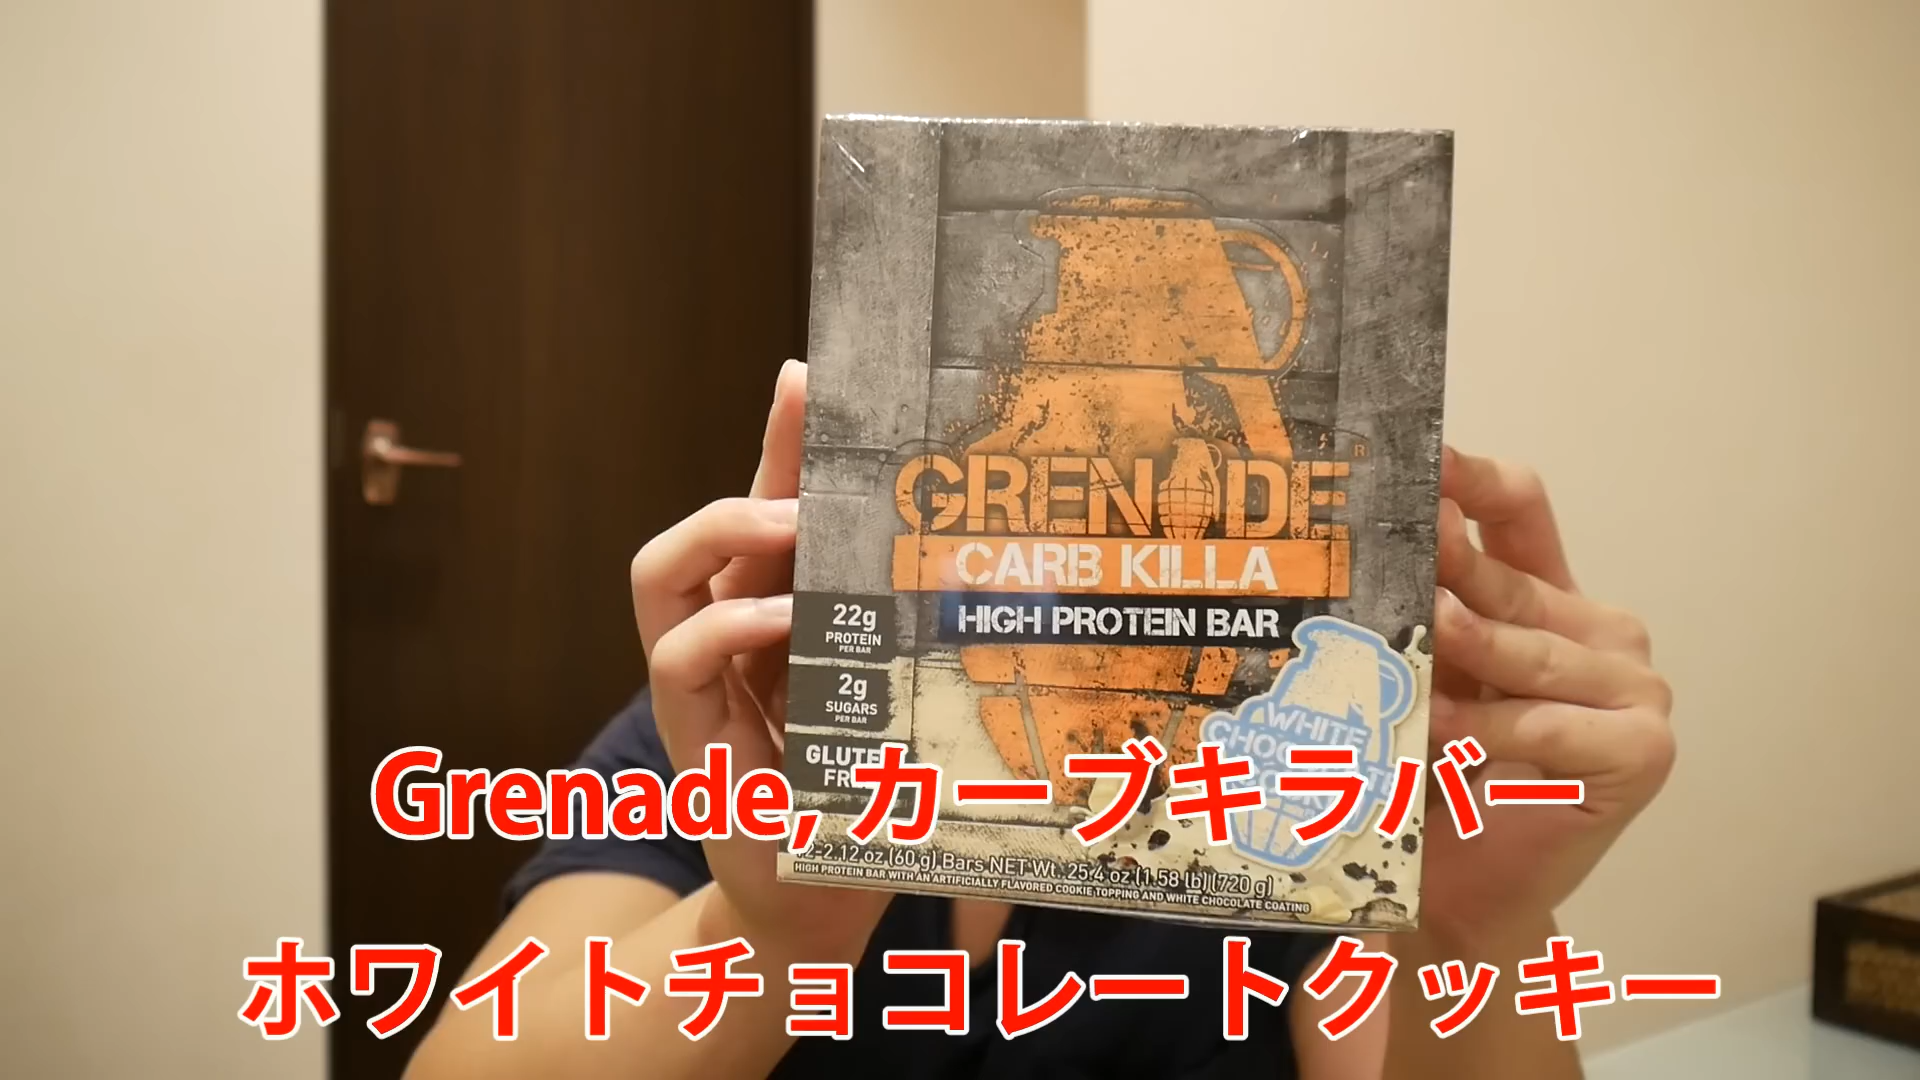 GRENADE®
CARB KILLA
HIGH PROTEIN BAR
22g
PROTEIN
PER BAR
2g
SUGARS
PER BAR
WHITE
Grenade, カーブキラバー
12-2.12 oz (60 g) Bars NET Wt. 25.4 oz (1.58 lb) (720 g)
HIGH PROTEIN BAR WITH AN ARTIFICIALLY FLAVORED COOKIE TOPPING AND WHITE CHOCOLATE COATING
ホワイトチョコレートクッキー